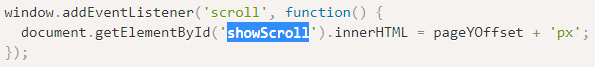 window.addEventListener('scroll', function() {
  document.getElementById('showScroll').innerHTML = pageYOffset + 'px';
});